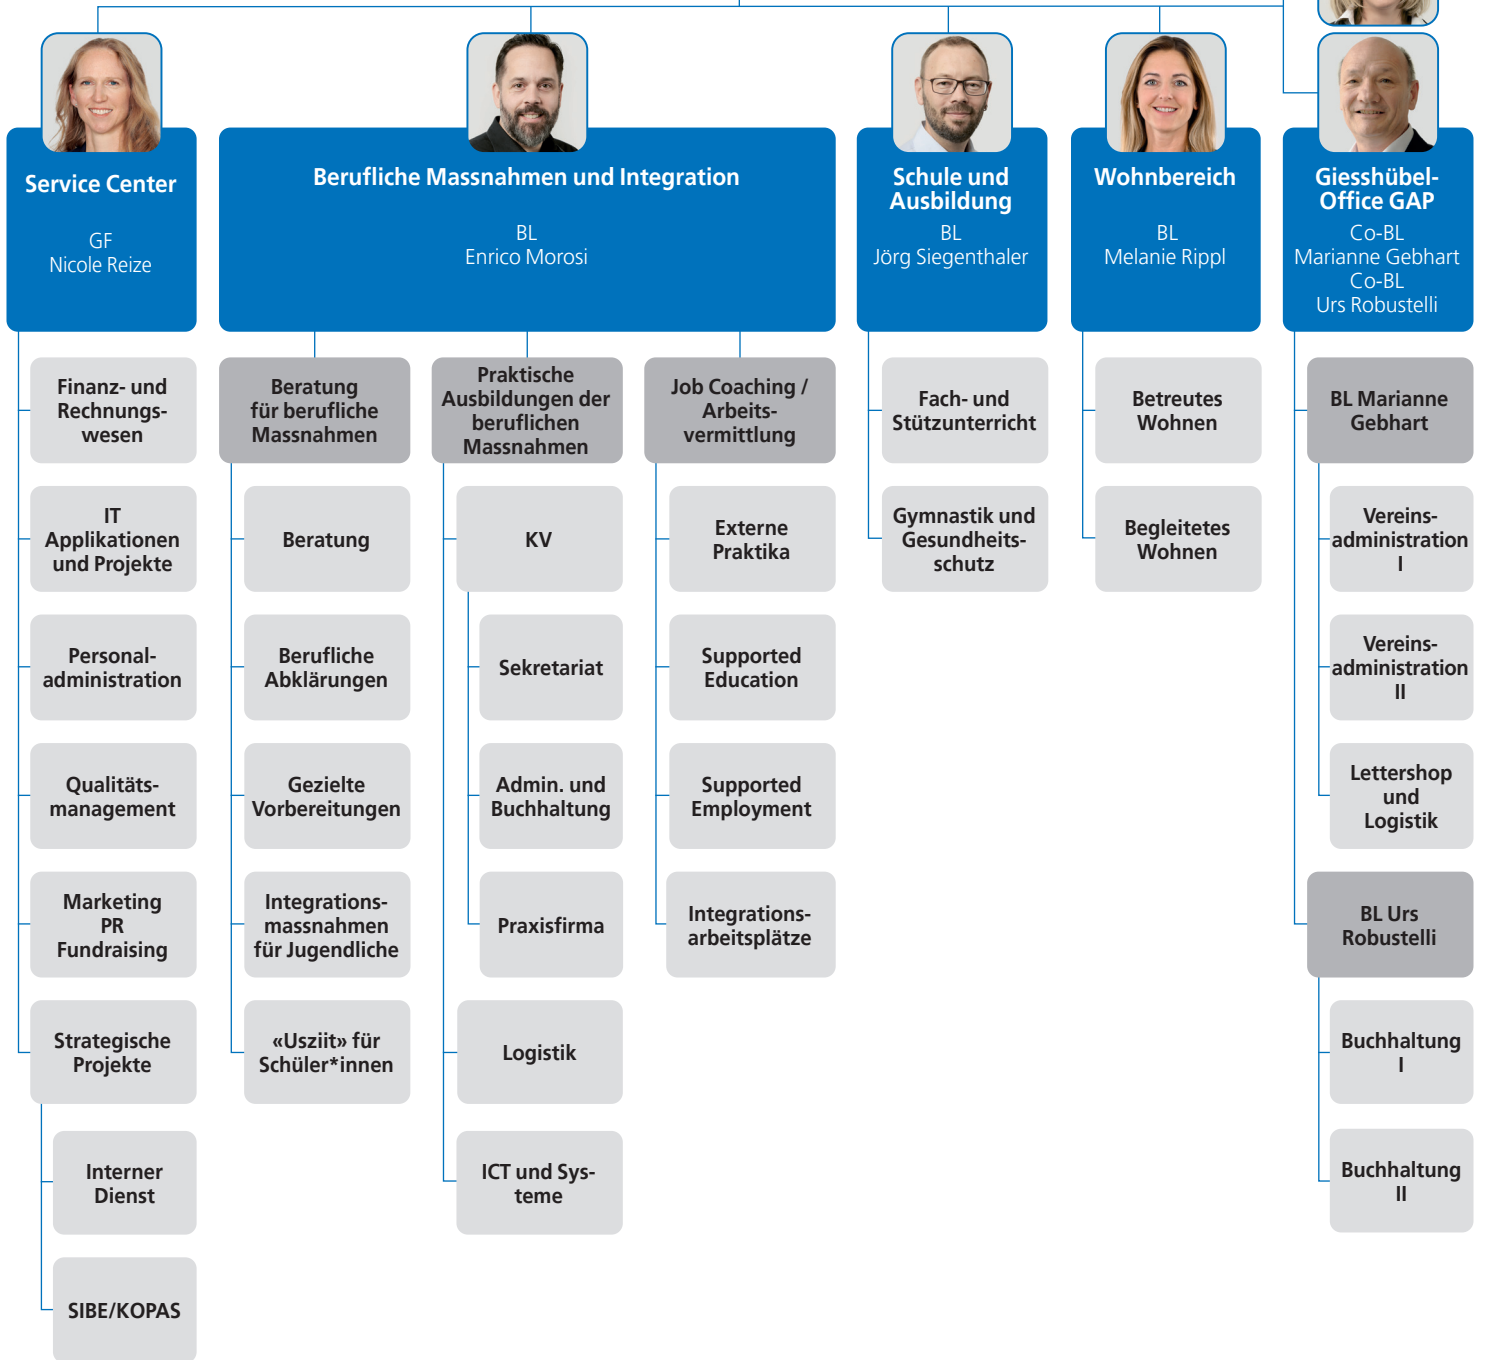 Service Center
GF
Nicole Reize
Berufliche Massnahmen und Integration
BL
Enrico Morosi
Schule und
Ausbildung
BL
Jörg Siegenthaler
Wohnbereich
BL
Melanie Rippl
Giesshübel-
Office GAP
Co-BL
Marianne Gebhart
Co-BL
Urs Robustelli
Finanz- und
Rechnungs-
wesen
IT
Applikationen
und Projekte
Personal-
administration
Qualitäts-
management
Marketing
PR
Fundraising
Strategische
Projekte
Interner
Dienst
SIBE/KOPAS
Beratung
für berufliche
Massnahmen
Beratung
Berufliche
Abklärungen
Gezielte
Vorbereitungen
Integrations-
massnahmen
für Jugendliche
«Usziit» für
Schüler*innen
Praktische
Ausbildungen der
beruflichen
Massnahmen
KV
Sekretariat
Admin. und
Buchhaltung
Praxisfirma
Logistik
ICT und Sys-
teme
Job Coaching /
Arbeits-
vermittlung
Externe
Praktika
Supported
Education
Supported
Employment
Integrations-
arbeitsplätze
Fach- und
Stützunterricht
Gymnastik und
Gesundheits-
schutz
Betreutes
Wohnen
Begleitetes
Wohnen
BL Marianne
Gebhart
Vereins-
administration
I
Vereins-
administration
II
Lettershop
und
Logistik
BL Urs
Robustelli
Buchhaltung
I
Buchhaltung
II